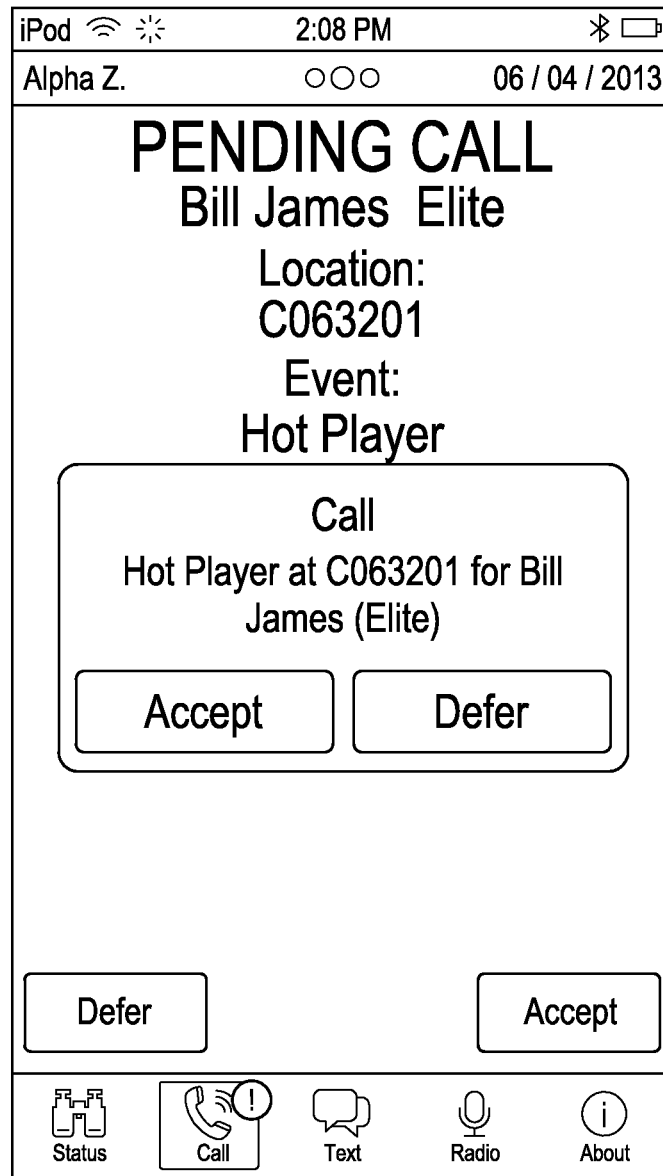 iPod 2:08 PM
Alpha Z. 06 / 04 / 2013
PENDING CALL
Bill James Elite
Location:
C063201
Event:
Hot Player
Call
Hot Player at C063201 for Bill
James (Elite)
Accept Defer
Defer Accept
Status Call ! Text Radio i About